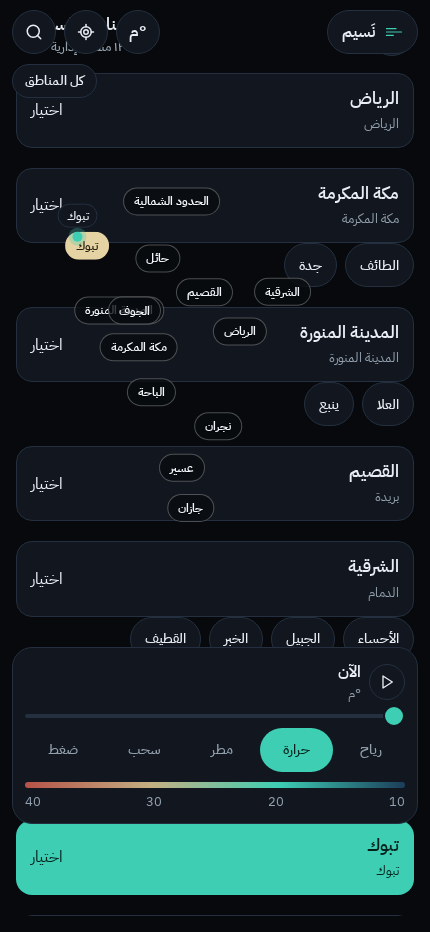 نَسيم
°م
كل المناطق
الرياض
الرياض
اختيار
مكة المكرمة
مكة المكرمة
اختيار
الحدود الشمالية
تبوك
تبوك
حائل
الطائف
جدة
القصيم
الشرقية
الجوف
المنورة
الرياض
مكة المكرمة
المدينة المنورة
المدينة المنورة
اختيار
الباحة
العلا
ينبع
نجران
القصيم
بريدة
اختيار
عسير
جازان
الشرقية
الدمام
اختيار
الأحساء
الجبيل
الخبر
القطيف
الآن
°م
رياح
حرارة
مطر
سحب
ضغط
40 30 20 10
تبوك
تبوك
اختيار